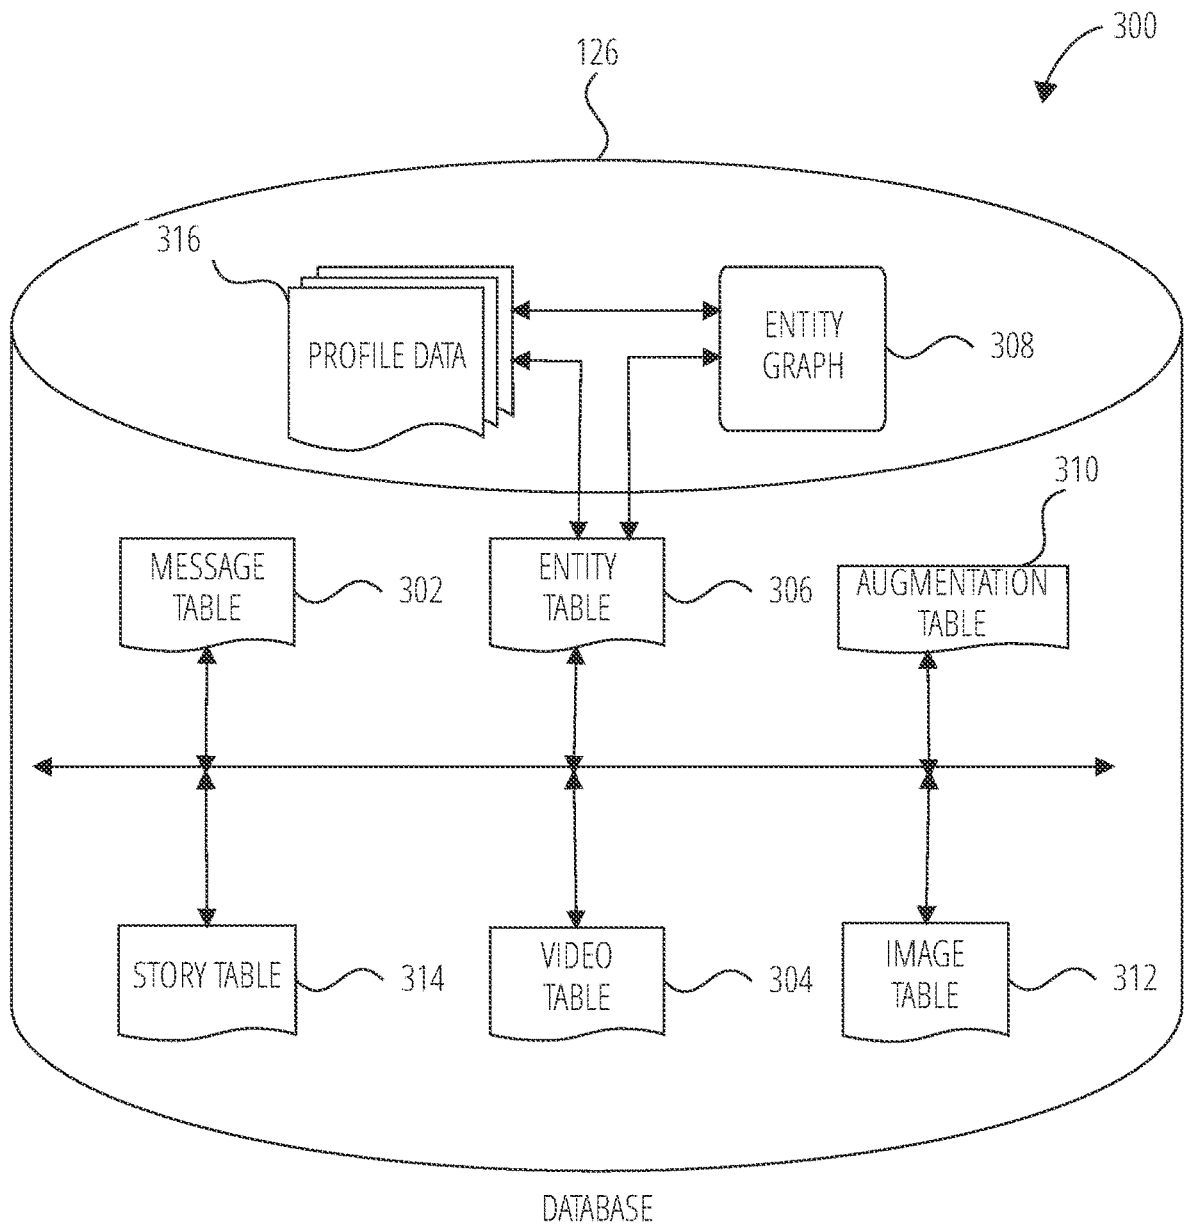 300
126
316
PROFILE DATA
ENTITY
GRAPH
308
310
MESSAGE
TABLE
302
ENTITY
TABLE
306
AUGMENTATION
TABLE
STORY TABLE
314
VIDEO
TABLE
304
IMAGE
TABLE
312
DATABASE